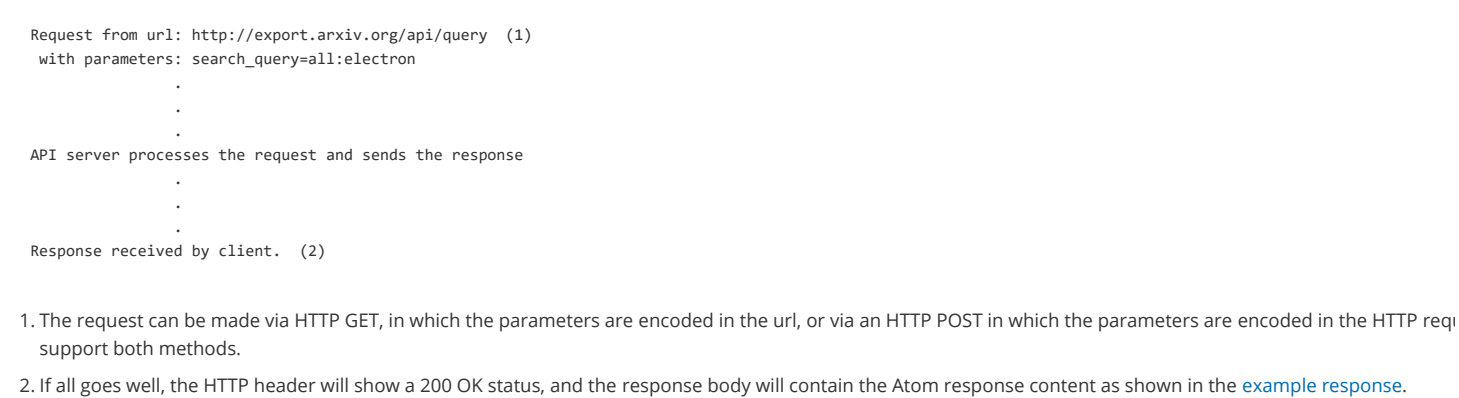 Request from url: http://export.arxiv.org/api/query (1)
with parameters: search_query=all:electron
.
.
.
API server processes the request and sends the response
.
.
.
Response received by client. (2)
1. The request can be made via HTTP GET, in which the parameters are encoded in the url, or via an HTTP POST in which the parameters are encoded in the HTTP
support both methods.
2. If all goes well, the HTTP header will show a 200 OK status, and the response body will contain the Atom response content as shown in the example response.